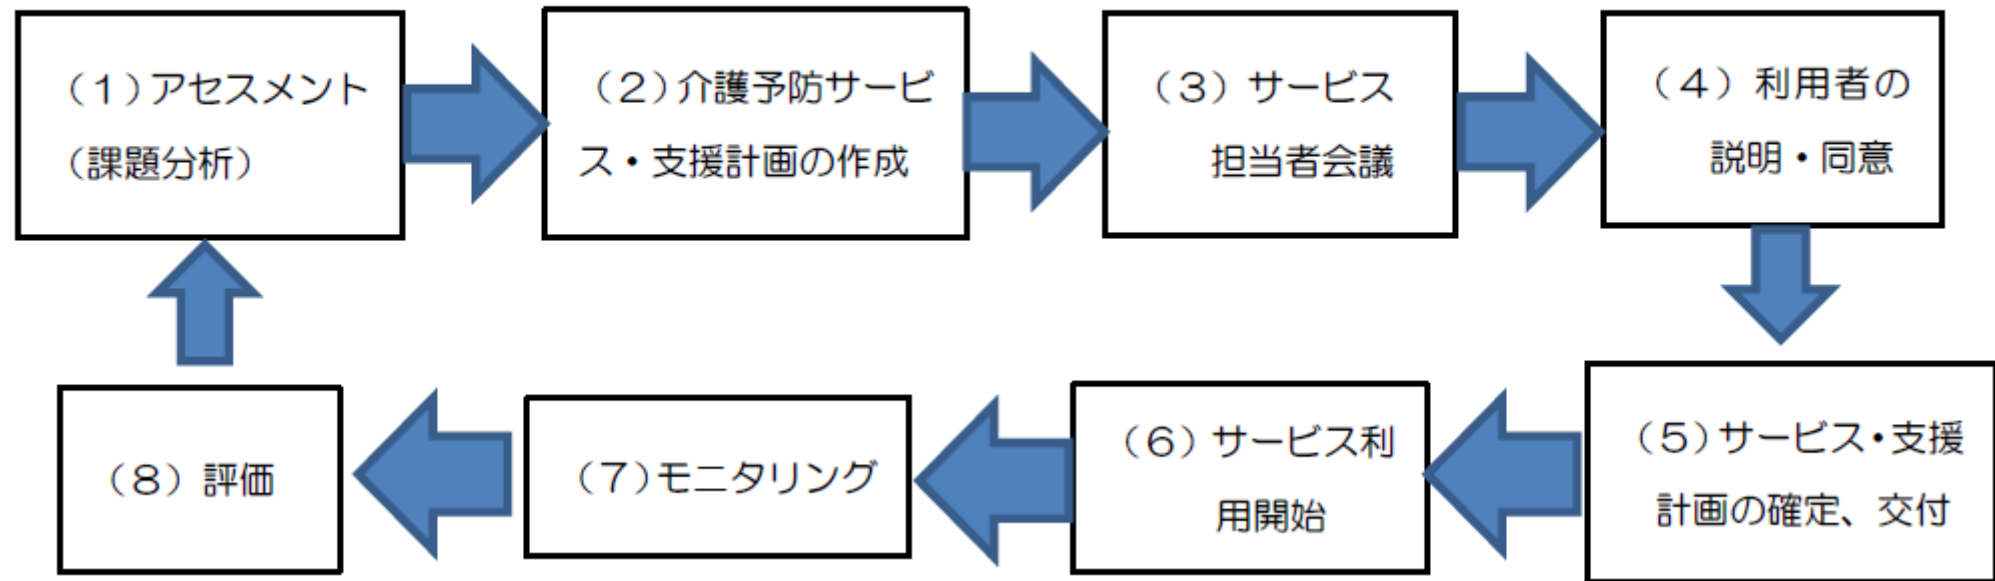 （１）アセスメント
（課題分析）
（２）介護予防サービ
ス・支援計画の作成
（３）サービス
担当者会議
（４）利用者の
説明・同意
（５）サービス・支援
計画の確定、交付
（６）サービス利
用開始
（７）モニタリング
（８）評価